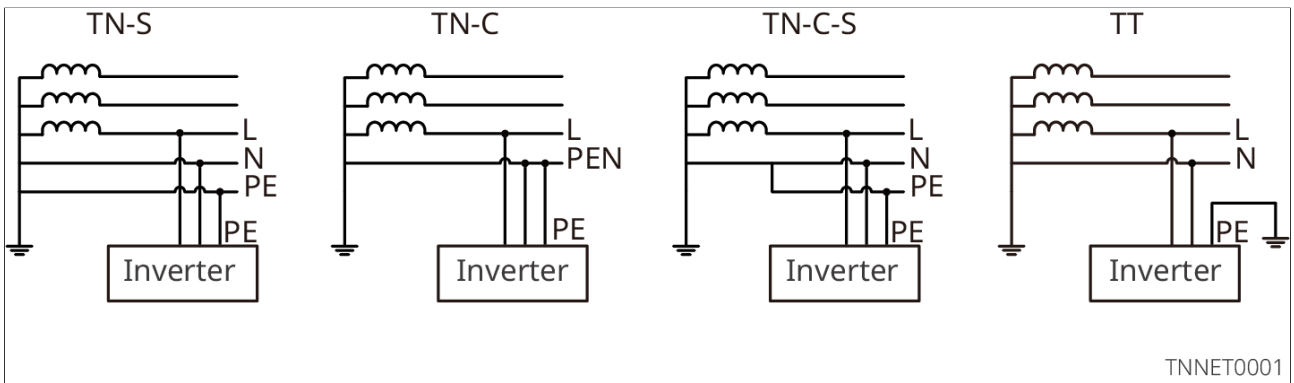 TN-S TN-C TN-C-S TT
L L L L
N PEN N N
PE PE
PE PE PE PE
Inverter Inverter Inverter Inverter
TNNET0001